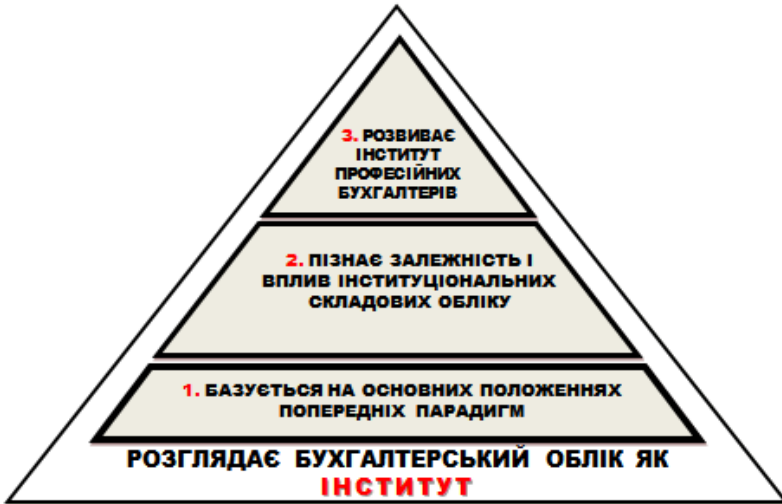 3. РОЗВИВАЄ
ІНСТИТУТ
ПРОФЕСІЙНИХ
БУХГАЛТЕРІВ
2. ПІЗНАЄ ЗАЛЕЖНІСТЬ І
ВПЛИВ ІНСТИТУЦІОНАЛЬНИХ
СКЛАДОВИХ ОБЛІКУ
1. БАЗУЄТЬСЯ НА ОСНОВНИХ ПОЛОЖЕННЯХ
ПОПЕРЕДНІХ ПАРАДИГМ
РОЗГЛЯДАЄ БУХГАЛТЕРСЬКИЙ ОБЛІК ЯК
ІНСТИТУТ